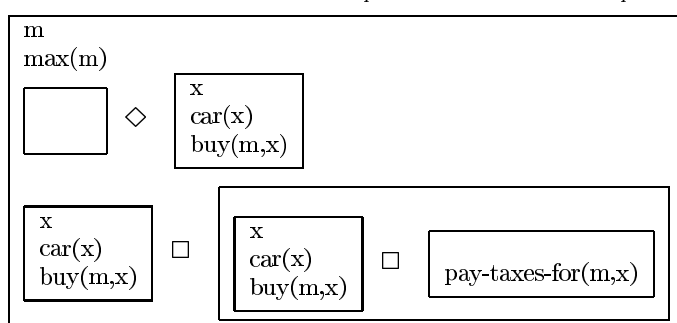 m
max(m)
◇
x
car(x)
buy(m,x)
x
car(x)
buy(m,x)
□
x
car(x)
buy(m,x)
□
pay-taxes-for(m,x)